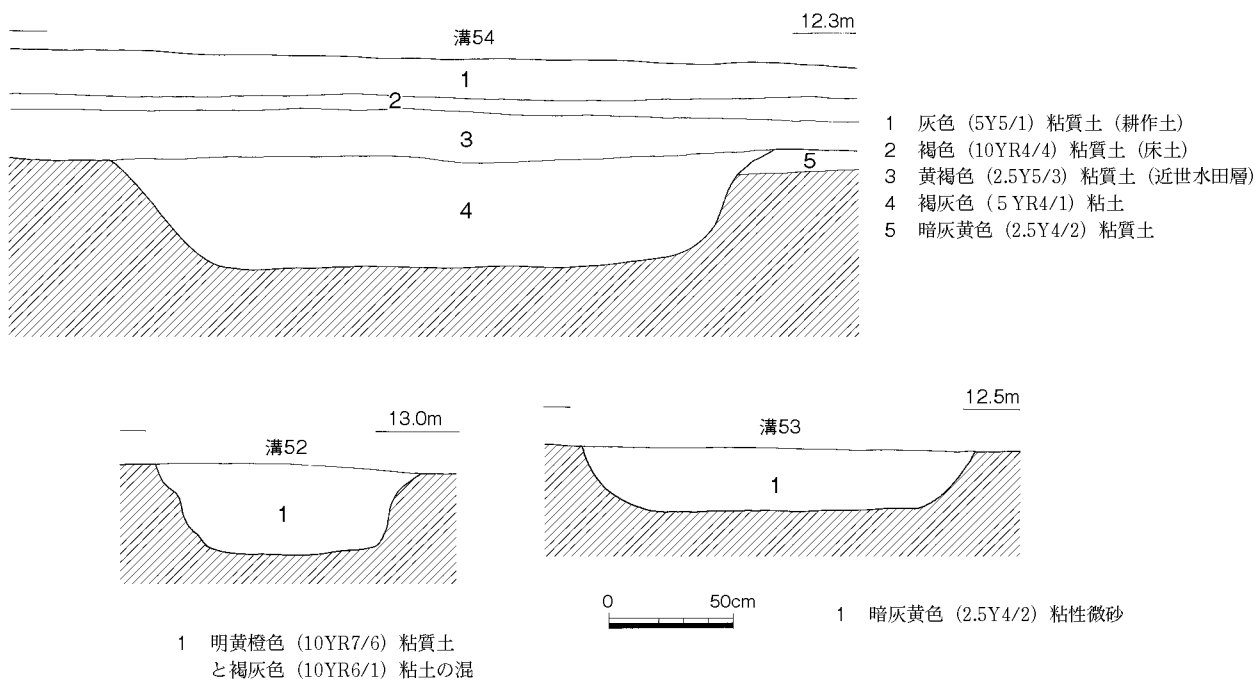 12.3m
溝54
1
2
3
5
4
1 灰色 (5Y5/1) 粘質土 (耕作土)
2 褐色 (10YR4/4) 粘質土 (床土)
3 黄褐色 (2.5Y5/3) 粘質土 (近世水田層)
4 褐灰色 (5YR4/1) 粘土
5 暗灰黄色 (2.5Y4/2) 粘質土
13.0m
溝52
1
12.5m
溝53
1
0 50cm
1 明黄橙色 (10YR7/6) 粘質土
と褐灰色 (10YR6/1) 粘土の混
1 暗灰黄色 (2.5Y4/2) 粘性微砂